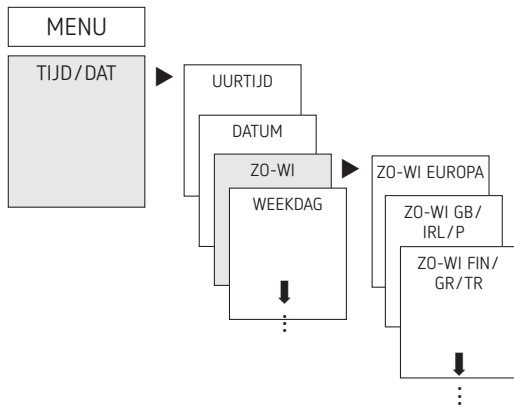 MENU
TIJD/DAT
UURTIJD
DATUM
ZO-WI
WEEKDAG
ZO-WI EUROPA
ZO-WI GB/
IRL/P
ZO-WI FIN/
GR/TR